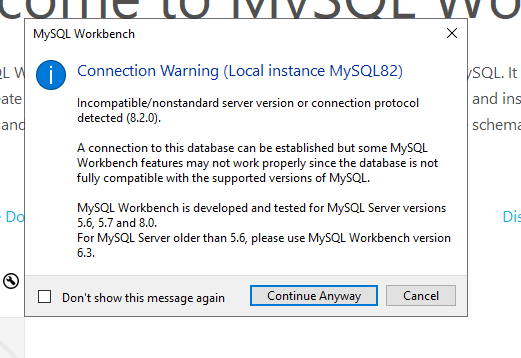 come to MySQL Wo
MySQL Workbench
Connection Warning (Local instance MySQL82)
QL W
ySQL. It
Incompatible/nonstandard server version or connection protocol
eate
and ins
detected (8.2.0).
and
schema
A connection to this database can be established but some MySQL
Workbench features may not work properly since the database is not
fully compatible with the supported versions of MySQL.
MySQL Workbench is developed and tested for MySQL Server versions
Do
Dis
5.6, 5.7 and 8.0.
For MySQL Server older than 5.6, please use MySQL Workbench version
6.3.
Don't show this message again
Continue Anyway
Cancel